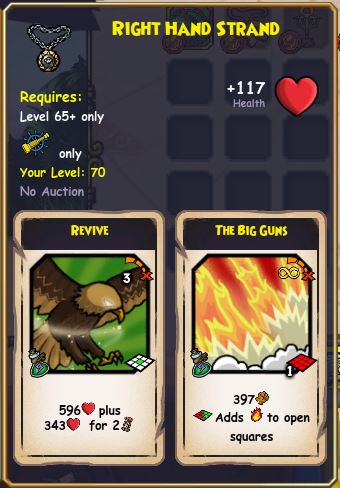 RIGHT HAND STRAND
+117
Health
Requires:
Level 65+ only
only
Your Level: 70
No Auction
REVIVE
3
596 plus
343 for 2
THE BIG GUNS
1
397
Adds to open
squares